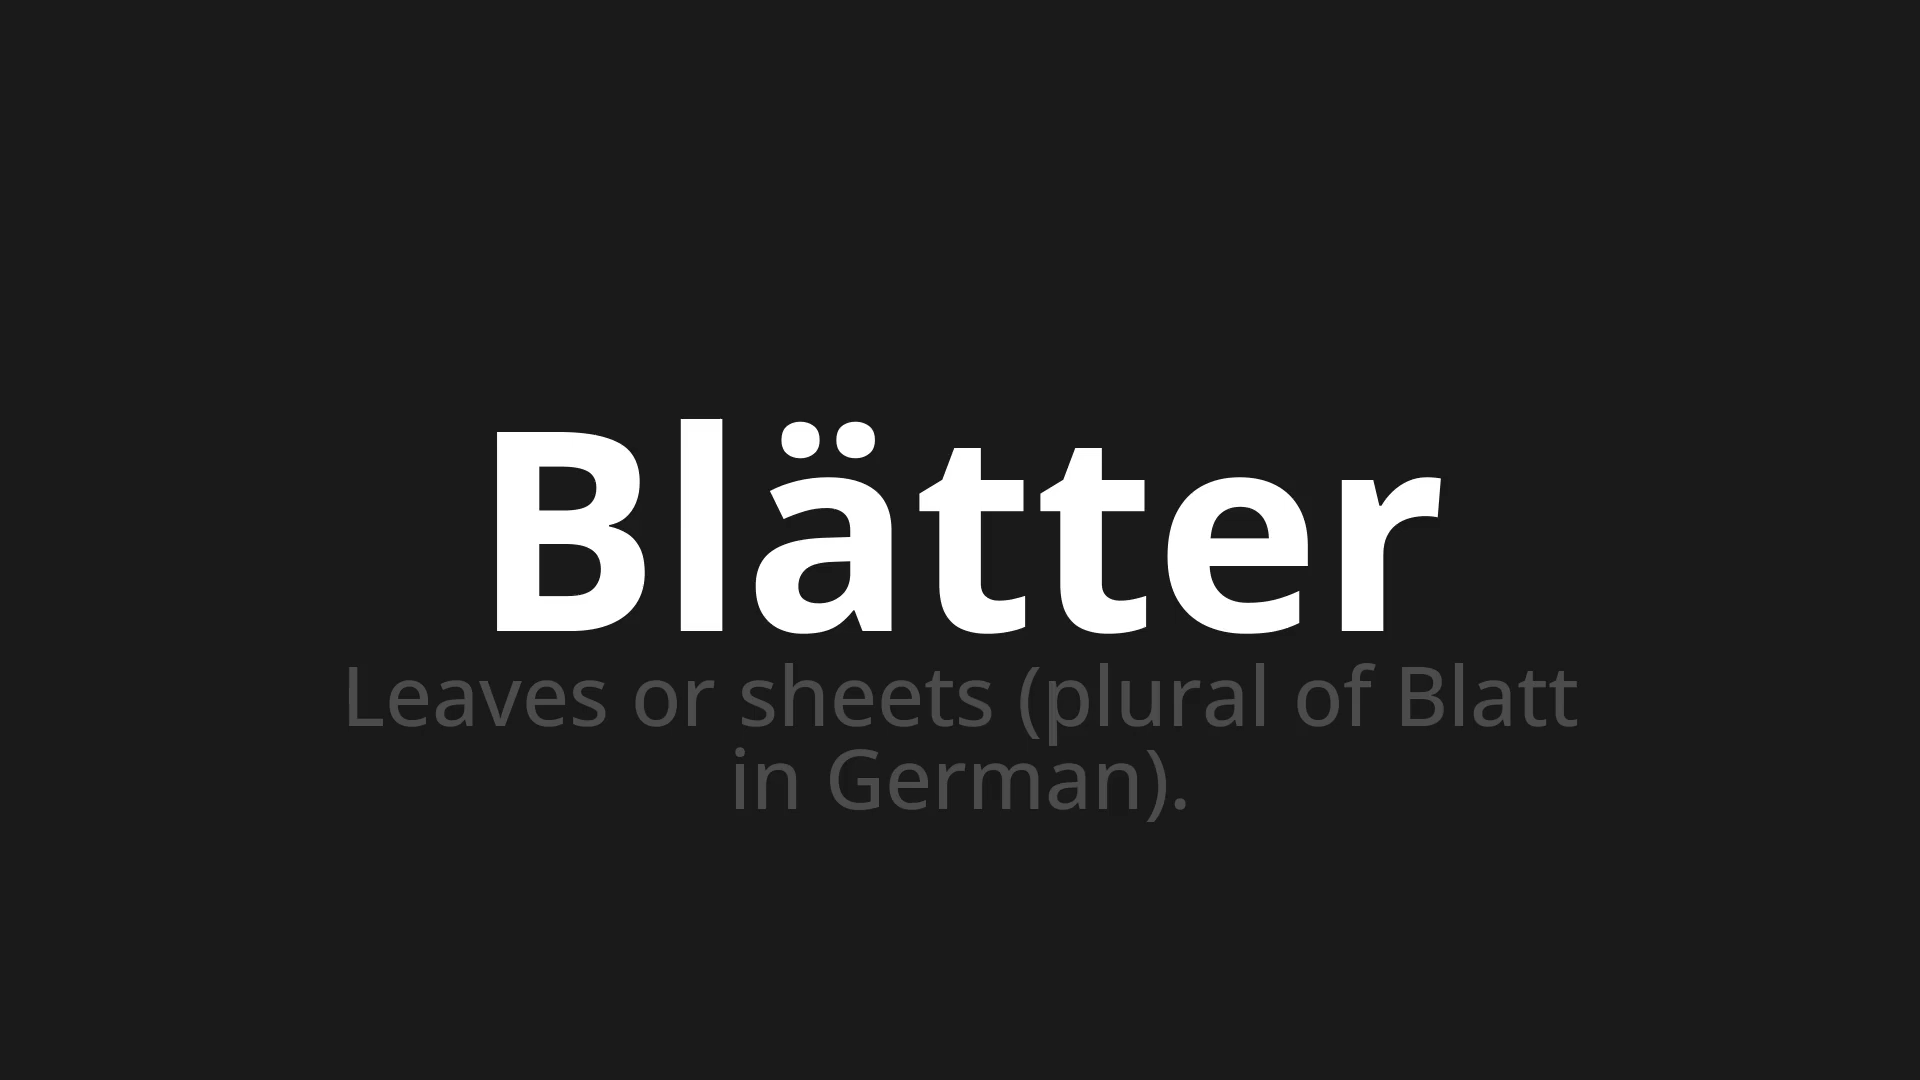 Blätter
Leaves or sheets (plural of Blatt
in German).